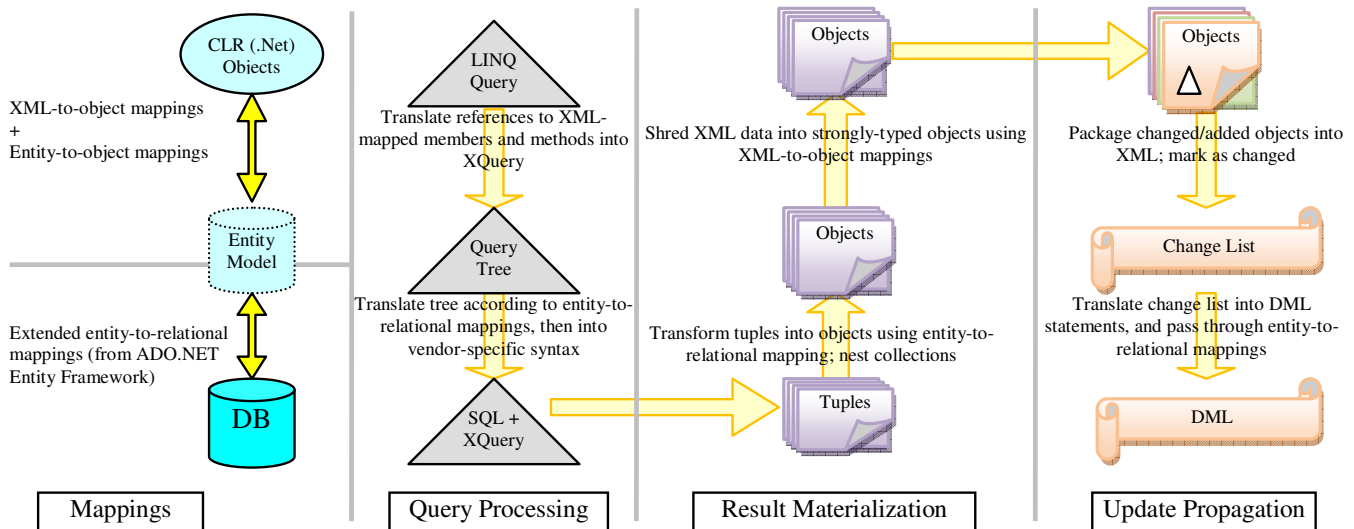 CLR (.Net)
Objects
XML-to-object mappings
+
Entity-to-object mappings
Entity
Model
Extended entity-to-relational
mappings (from ADO.NET
Entity Framework)
DB
Mappings
LINQ
Query
Translate references to XML-
mapped members and methods into
XQuery
Query
Tree
Translate tree according to entity-to-
relational mappings, then into
vendor-specific syntax
SQL +
XQuery
Query Processing
Objects
Shred XML data into strongly-typed objects using
XML-to-object mappings
Objects
Transform tuples into objects using entity-to-
relational mapping; nest collections
Tuples
Result Materialization
Objects
Δ
Package changed/added objects into
XML; mark as changed
Change List
Translate change list into DML
statements, and pass through entity-to-
relational mappings
DML
Update Propagation